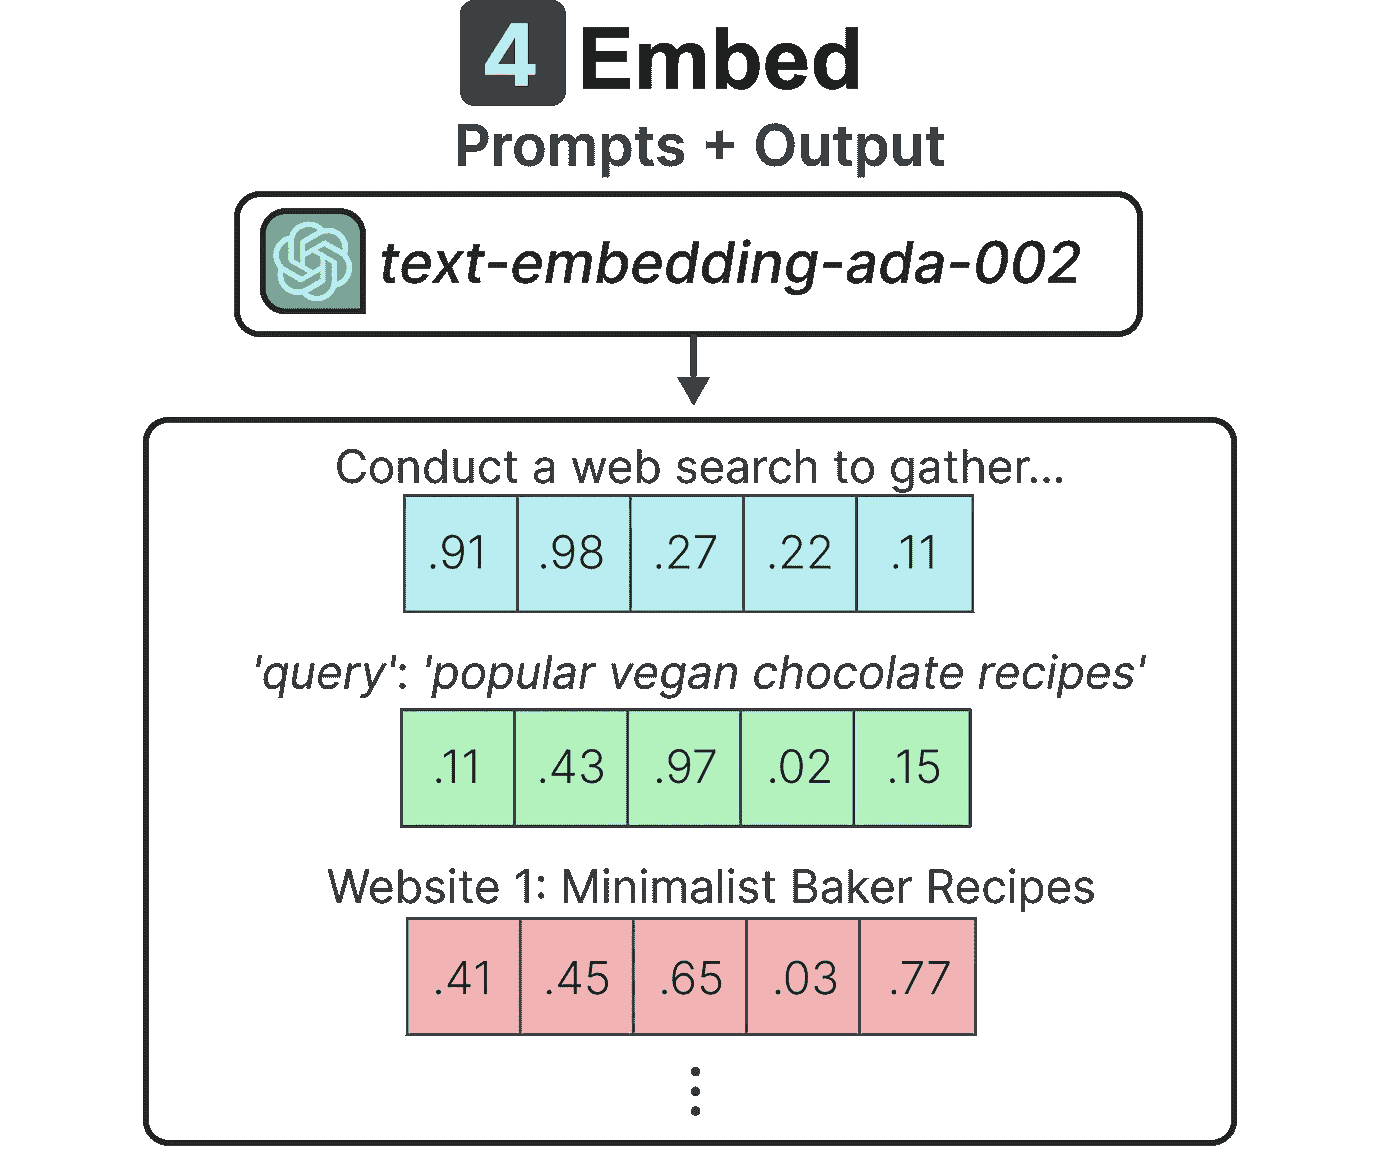 4 Embed
Prompts + Output
text-embedding-ada-002
Conduct a web search to gather...
.91 .98 .27 .22 .11
'query': 'popular vegan chocolate recipes'
.11 .43 .97 .02 .15
Website 1: Minimalist Baker Recipes
.41 .45 .65 .03 .77